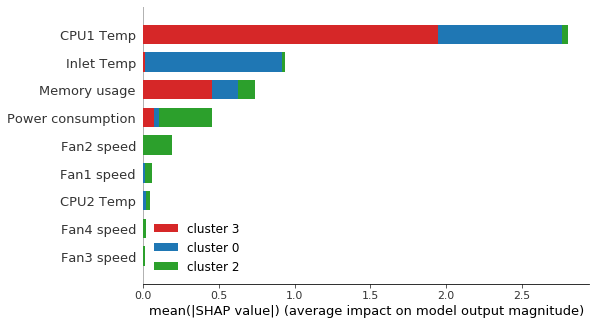 CPU1 Temp
Inlet Temp
Memory usage
Power consumption
Fan2 speed
Fan1 speed
CPU2 Temp
Fan4 speed
Fan3 speed
cluster 3
cluster 0
cluster 2
0.0 0.5 1.0 1.5 2.0 2.5
mean(|SHAP value|) (average impact on model output magnitude)